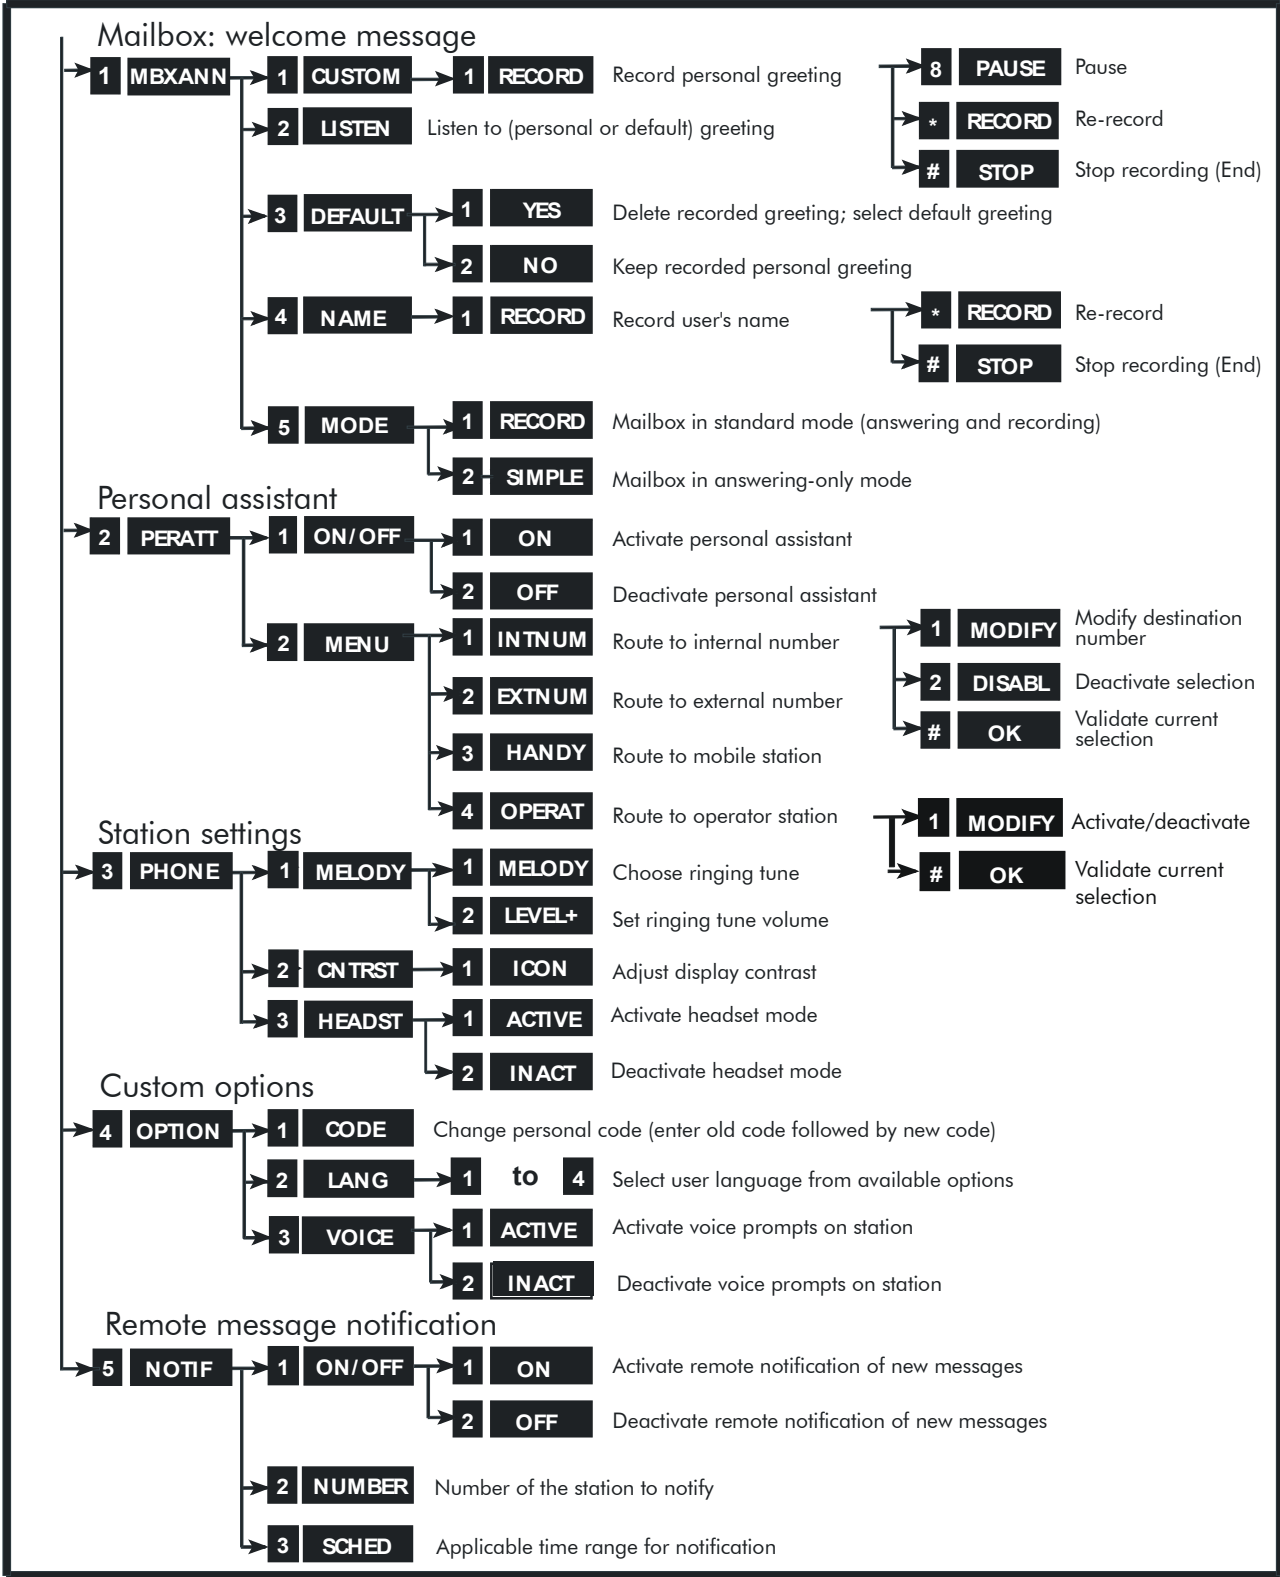 Mailbox: welcome message
1 MBXANN 1 CUSTOM 1 RECORD Record personal greeting 8 PAUSE Pause
* RECORD Re-record
2 LISTEN Listen to (personal or default) greeting
# STOP Stop recording (End)
3 DEFAULT 1 YES Delete recorded greeting; select default greeting
2 NO Keep recorded personal greeting
4 NAME 1 RECORD Record user's name * RECORD Re-record
# STOP Stop recording (End)
5 MODE 1 RECORD Mailbox in standard mode (answering and recording)
2 SIMPLE Mailbox in answering-only mode
Personal assistant
2 PERATT 1 ON/OFF 1 ON Activate personal assistant
2 OFF Deactivate personal assistant
2 MENU 1 INTNUM Route to internal number 1 MODIFY Modify destination
number
2 EXTNUM Route to external number 2 DISABL Deactivate selection
3 HANDY Route to mobile station # OK Validate current
selection
4 OPERAT Route to operator station 1 MODIFY Activate/deactivate
# OK Validate current
selection
Station settings
3 PHONE 1 MELODY 1 MELODY Choose ringing tune
2 LEVEL+ Set ringing tune volume
2 CNTRST 1 ICON Adjust display contrast
3 HEADST 1 ACTIVE Activate headset mode
2 INACT Deactivate headset mode
Custom options
4 OPTION 1 CODE Change personal code (enter old code followed by new code)
2 LANG 1 to 4 Select user language from available options
3 VOICE 1 ACTIVE Activate voice prompts on station
2 INACT Deactivate voice prompts on station
Remote message notification
5 NOTIF 1 ON/OFF 1 ON Activate remote notification of new messages
2 OFF Deactivate remote notification of new messages
2 NUMBER Number of the station to notify
3 SCHED Applicable time range for notification